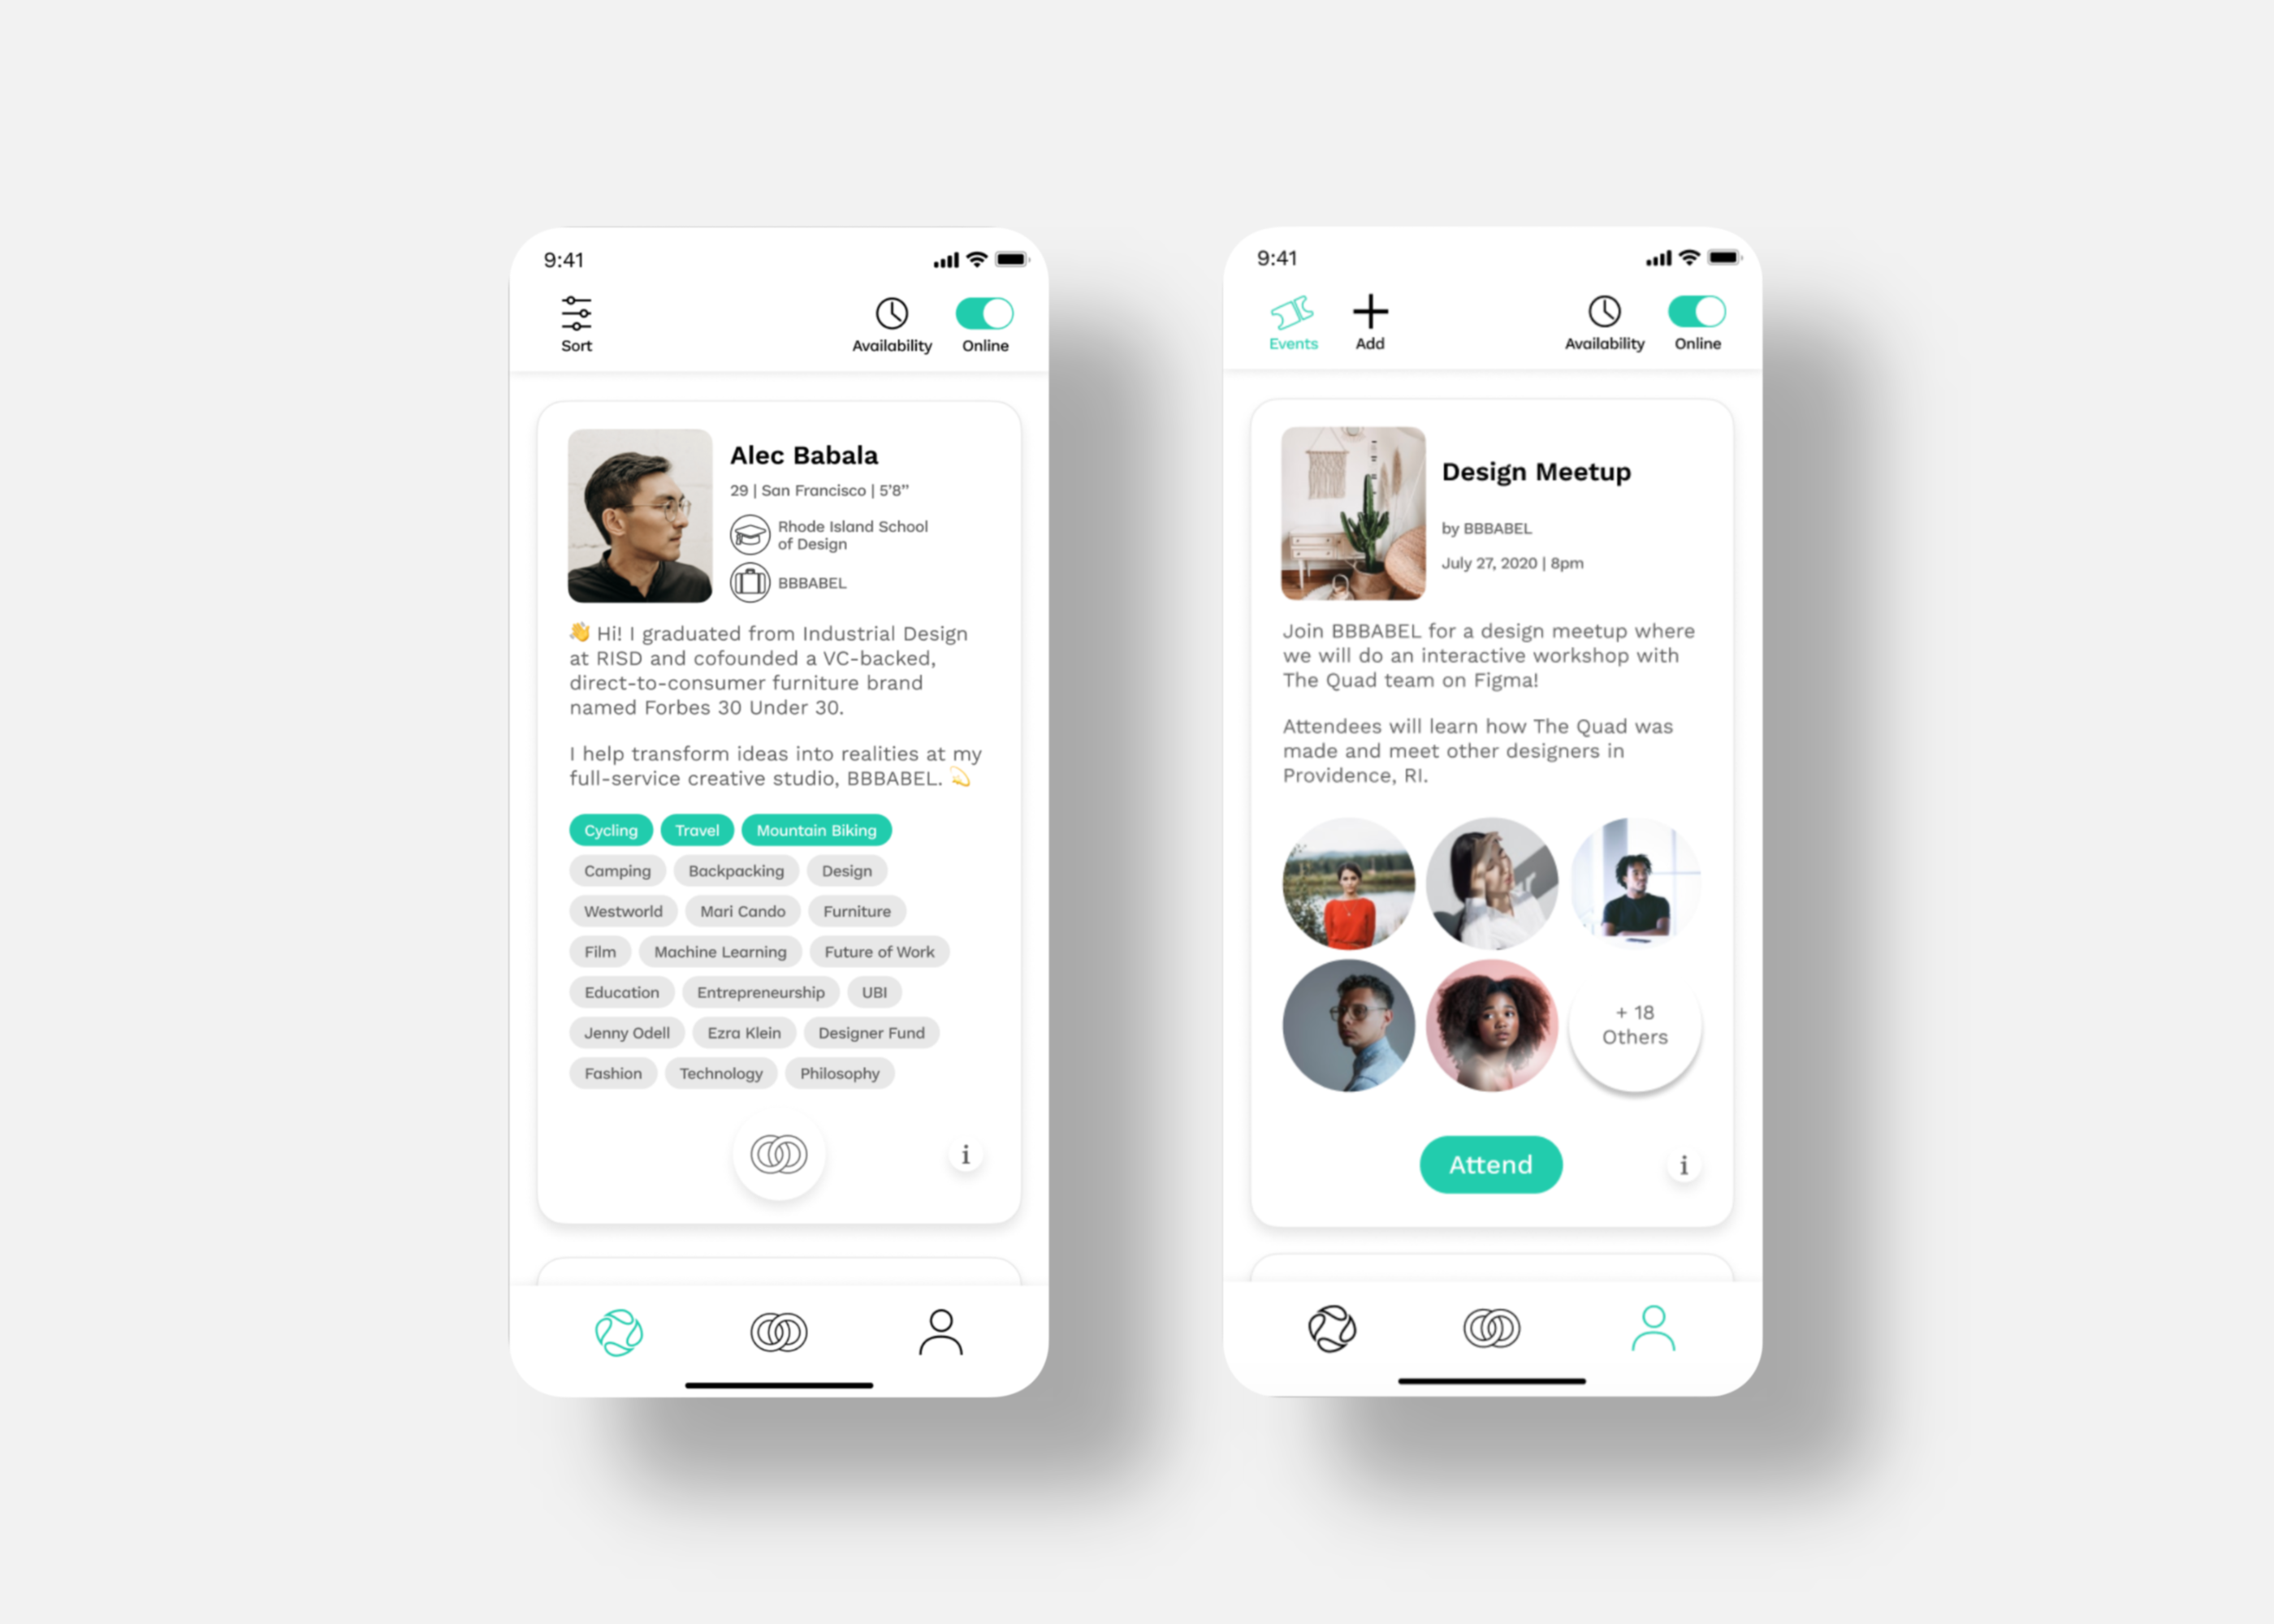 9:41
Sort
Availability
Online
Alec Babala
29 | San Francisco | 5’8”
Rhode Island School
of Design
BBBABEL
👋 Hi! I graduated from Industrial Design
at RISD and cofounded a VC-backed,
direct-to-consumer furniture brand
named Forbes 30 Under 30.
I help transform ideas into realities at my
full-service creative studio, BBBABEL. 💫
Cycling Travel Mountain Biking
Camping Backpacking Design
Westworld Mari Cando Furniture
Film Machine Learning Future of Work
Education Entrepreneurship UBI
Jenny Odell Ezra Klein Designer Fund
Fashion Technology Philosophy
i
9:41
Events
Add
Availability
Online
Design Meetup
by BBBABEL
July 27, 2020 | 8pm
Join BBBABEL for a design meetup where
we will do an interactive workshop with
The Quad team on Figma!
Attendees will learn how The Quad was
made and meet other designers in
Providence, RI.
+ 18
Others
Attend
i